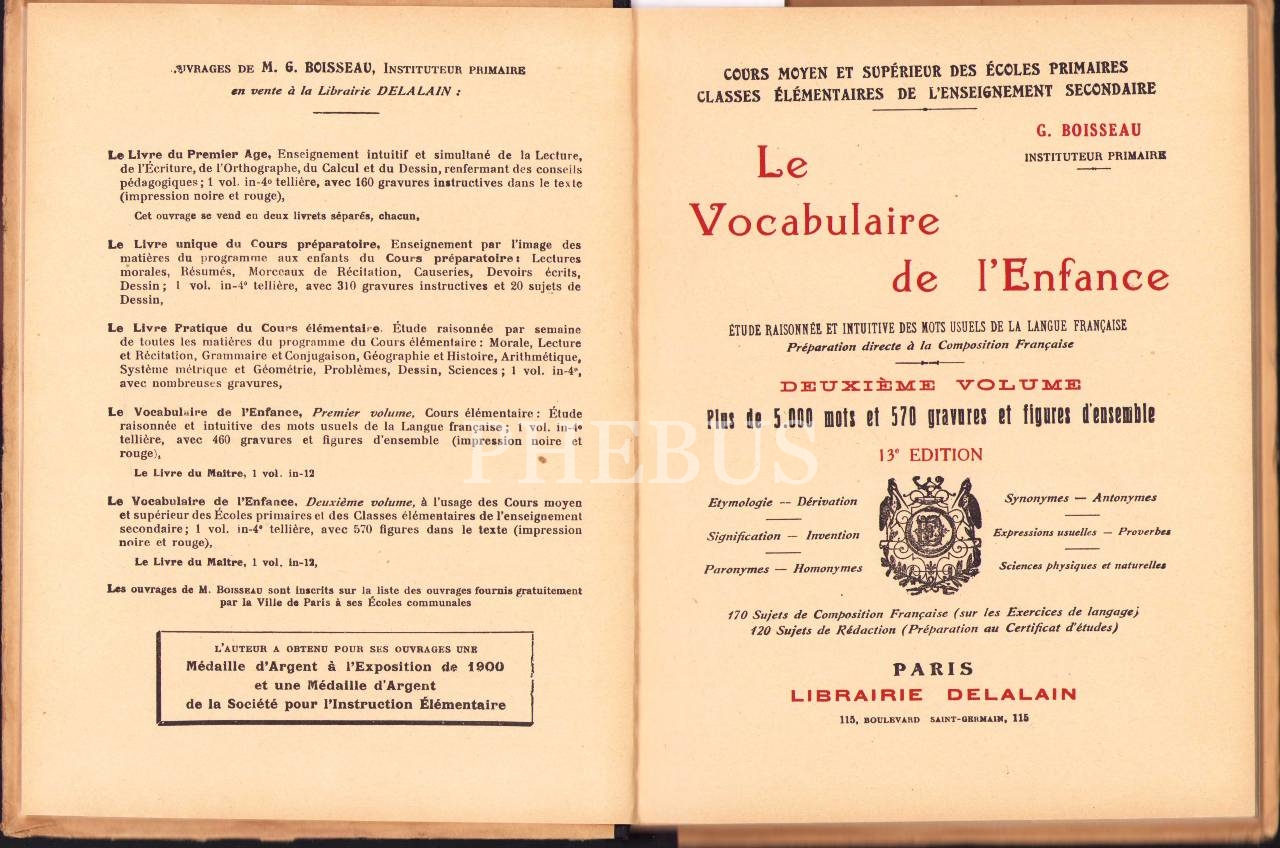 OUVRAGES DE M. G. BOISSEAU, INSTITUTEUR PRIMAIRE
en vente à la Librairie DELALAIN :
Le Livre du Premier Age, Enseignement intuitif et simultané de la Lecture,
de l'Écriture, de l'Orthographe, du Calcul et du Dessin, renfermant des conseils
pédagogiques ; 1 vol. in-4º tellière, avec 160 gravures instructives dans le texte
(impression noire et rouge),
Cet ouvrage se vend en deux livrets séparés, chacun,
Le Livre unique du Cours préparatoire, Enseignement par l'image des
matières du programme aux enfants du Cours préparatoire : Lectures
morales, Résumés, Morceaux de Récitation, Causeries, Devoirs écrits,
Dessin ; 1 vol. in-4º tellière, avec 310 gravures instructives et 20 sujets de
Dessin,
Le Livre Pratique du Cours élémentaire. Étude raisonnée par semaine
de toutes les matières du programme du Cours élémentaire : Morale, Lecture
et Récitation, Grammaire et Conjugaison, Géographie et Histoire, Arithmétique,
Système métrique et Géométrie, Problèmes, Dessin, Sciences ; 1 vol. in-4º,
avec nombreuses gravures,
Le Vocabulaire de l'Enfance, Premier volume, Cours élémentaire : Étude
raisonnée et intuitive des mots usuels de la Langue française ; 1 vol. in-4º
tellière, avec 460 gravures et figures d'ensemble (impression noire et
rouge),
Le Livre du Maître, 1 vol. in-12
Le Vocabulaire de l'Enfance, Deuxième volume, à l'usage des Cours moyen
et supérieur des Écoles primaires et des Classes élémentaires de l'enseignement
secondaire ; 1 vol. in-4º tellière, avec 570 figures dans le texte (impression
noire et rouge),
Le Livre du Maître, 1 vol. in-12,
Les ouvrages de M. BOISSEAU sont inscrits sur la liste des ouvrages fournis gratuitement
par la Ville de Paris à ses Écoles communales
L'AUTEUR A OBTENU POUR SES OUVRAGES UNE
Médaille d'Argent à l'Exposition de 1900
et une Médaille d'Argent
de la Société pour l'Instruction Élémentaire
COURS MOYEN ET SUPÉRIEUR DES ÉCOLES PRIMAIRES
CLASSES ÉLÉMENTAIRES DE L'ENSEIGNEMENT SECONDAIRE
G. BOISSEAU
INSTITUTEUR PRIMAIRE
Le
Vocabulaire
de l'Enfance
ÉTUDE RAISONNÉE ET INTUITIVE DES MOTS USUELS DE LA LANGUE FRANÇAISE
Préparation directe à la Composition Française
DEUXIÈME VOLUME
Plus de 5.000 mots et 570 gravures et figures d'ensemble
PHEBUS
13e EDITION
Etymologie — Dérivation
Signification — Invention
Paronymes — Homonymes
Synonymes — Antonymes
Expressions usuelles — Proverbes
Sciences physiques et naturelles
170 Sujets de Composition Française (sur les Exercices de langage)
120 Sujets de Rédaction (Préparation au Certificat d'études)
PARIS
LIBRAIRIE DELALAIN
115, BOULEVARD SAINT-GERMAIN, 115